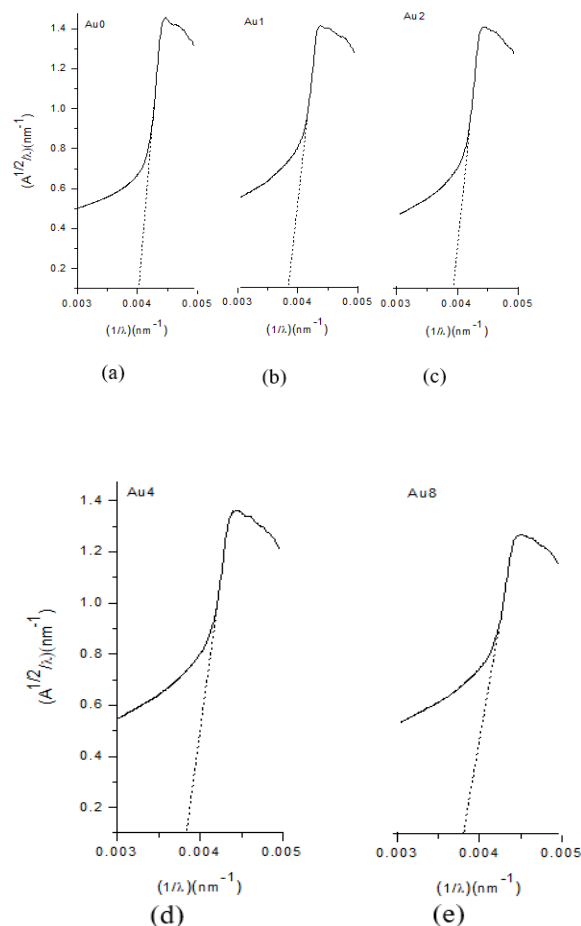 Au0
Au1
Au2
1.4
1.2
1.0
0.8
0.6
0.4
0.2
(A^1/2/λ)(nm^-1)
0.003 0.004 0.005
0.003 0.004 0.005
0.003 0.004 0.005
(1/λ)(nm^-1)
(1/λ)(nm^-1)
(1/λ)(nm^-1)
(a)
(b)
(c)
Au4
Au8
1.4
1.2
1.0
0.8
0.6
0.4
0.2
(A^1/2/λ)(nm^-1)
0.003 0.004 0.005
0.003 0.004 0.005
(1/λ)(nm^-1)
(1/λ)(nm^-1)
(d)
(e)